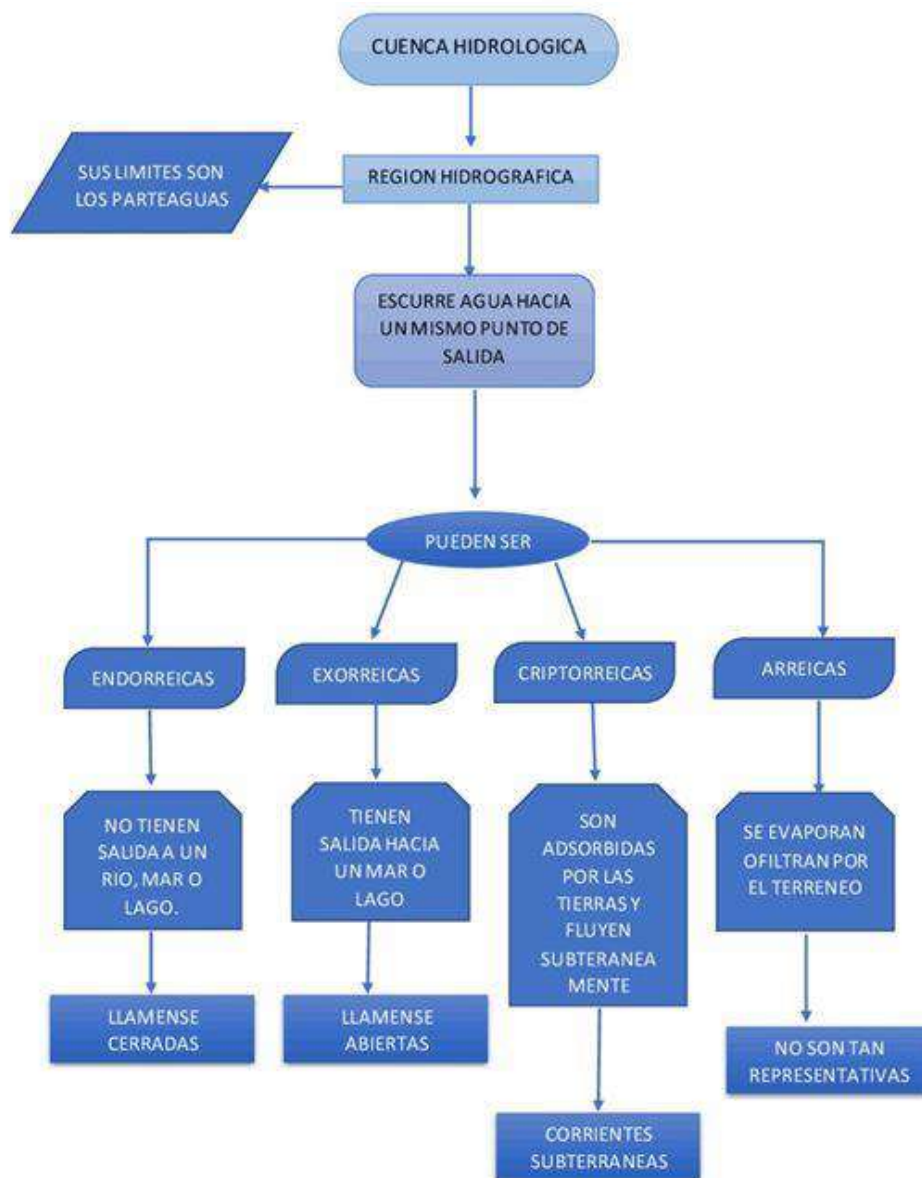 CUENCA HIDROLOGICA
SUS LIMITES SON
LOS PARTEAGUAS
REGION HIDROGRAFICA
ESCURRE AGUA HACIA
UN MISMO PUNTO DE
SALIDA
PUEDEN SER
ENDORREICAS
EXORREICAS
CRIPTORREICAS
ARREICAS
NO TIENEN
SAUDA A UN
RIO, MAR O
LAGO.
TIENEN
SALIDA HACIA
UN MAR O
LAGO
SON
ADSORBIDAS
POR LAS
TIERRAS Y
FLUYEN
SUBTERANEA
MENTE
SE EVAPORAN
OFILTRAN POR
EL TERRENEO
LLAMENSE
CERRADAS
LLAMENSE
ABIERTAS
CORRIENTES
SUBTERRANEAS
NO SON TAN
REPRESENTATIVAS